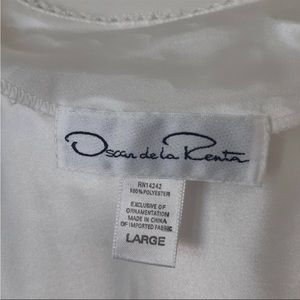 Oscar de la Renta
RN14242
100% POLYESTER
EXCLUSIVE OF
ORNAMENTATION
MADE IN CHINA
OF IMPORTED FABRIC
LARGE